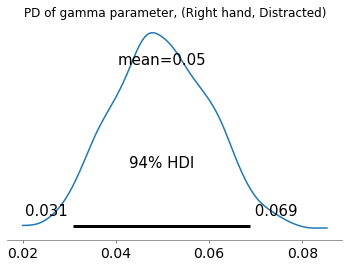 PD of gamma parameter, (Right hand, Distracted)
mean=0.05
94% HDI
0.031 0.069
0.02 0.04 0.06 0.08